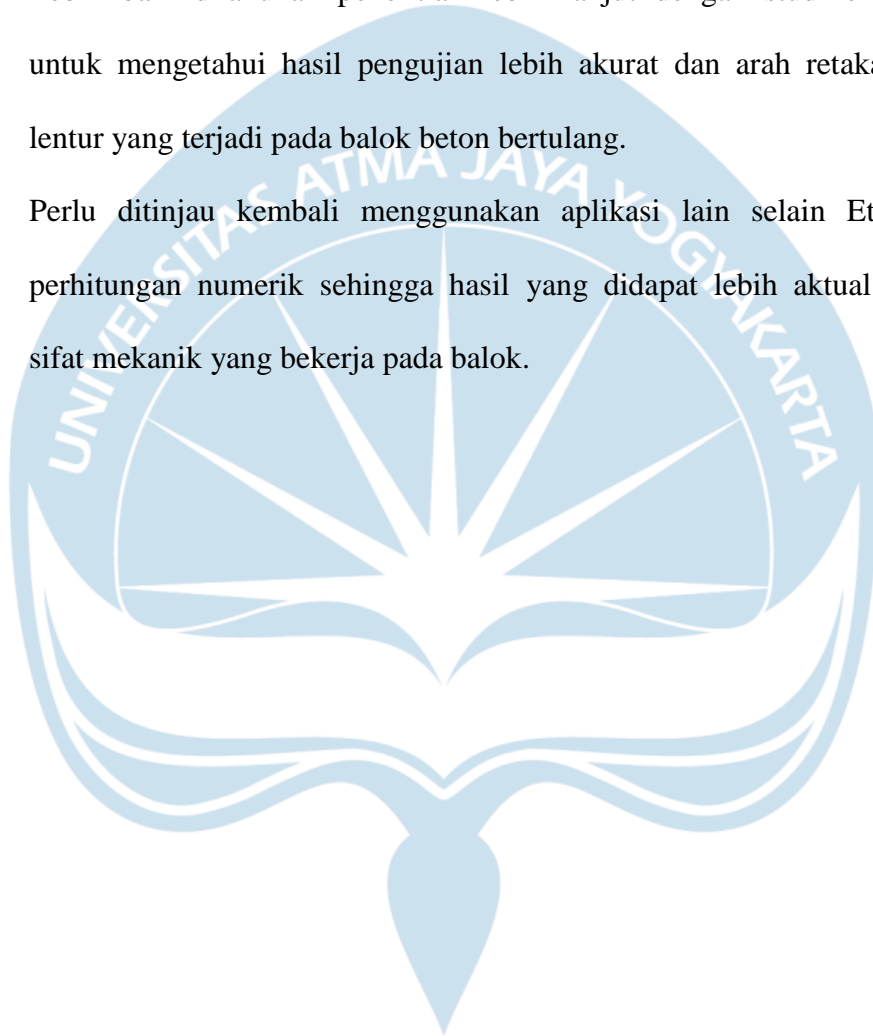 untuk mengetahui hasil pengujian lebih akurat dan arah
lentur yang terjadi pada balok beton bertulang.
UNIVERSITAS ATMA JAYA YOGYAKARTA
Perlu ditinjau kembali menggunakan aplikasi lain selain
perhitungan numerik sehingga hasil yang didapat lebih aktual
sifat mekanik yang bekerja pada balok.